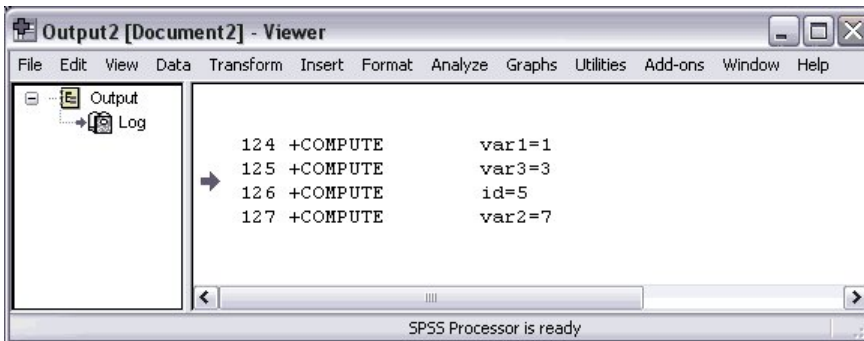 Output2 [Document2] - Viewer
File Edit View Data Transform Insert Format Analyze Graphs Utilities Add-ons Window Help
Output
Log
124 +COMPUTE var1=1
125 +COMPUTE var3=3
126 +COMPUTE id=5
127 +COMPUTE var2=7
SPSS Processor is ready